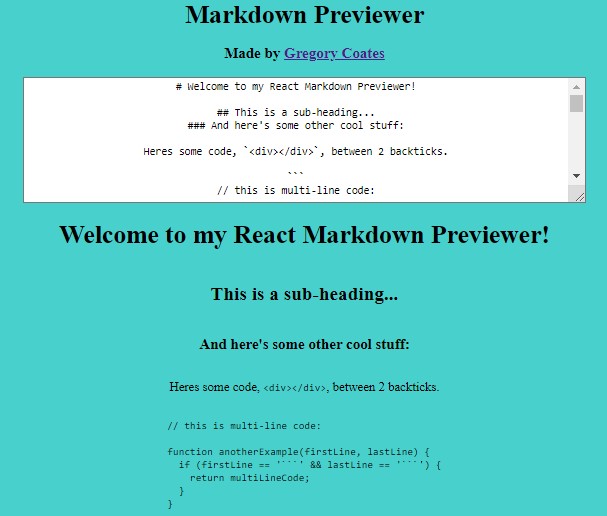 Markdown Previewer
Made by Gregory Coates
# Welcome to my React Markdown Previewer!
## This is a sub-heading...
### And here's some other cool stuff:
Heres some code, `<div></div>`, between 2 backticks.
```
// this is multi-line code:
Welcome to my React Markdown Previewer!
This is a sub-heading...
And here's some other cool stuff:
Heres some code, <div></div>, between 2 backticks.
// this is multi-line code:
function anotherExample(firstLine, lastLine) {
  if (firstLine == '```' && lastLine == '```') {
    return multiLineCode;
  }
}